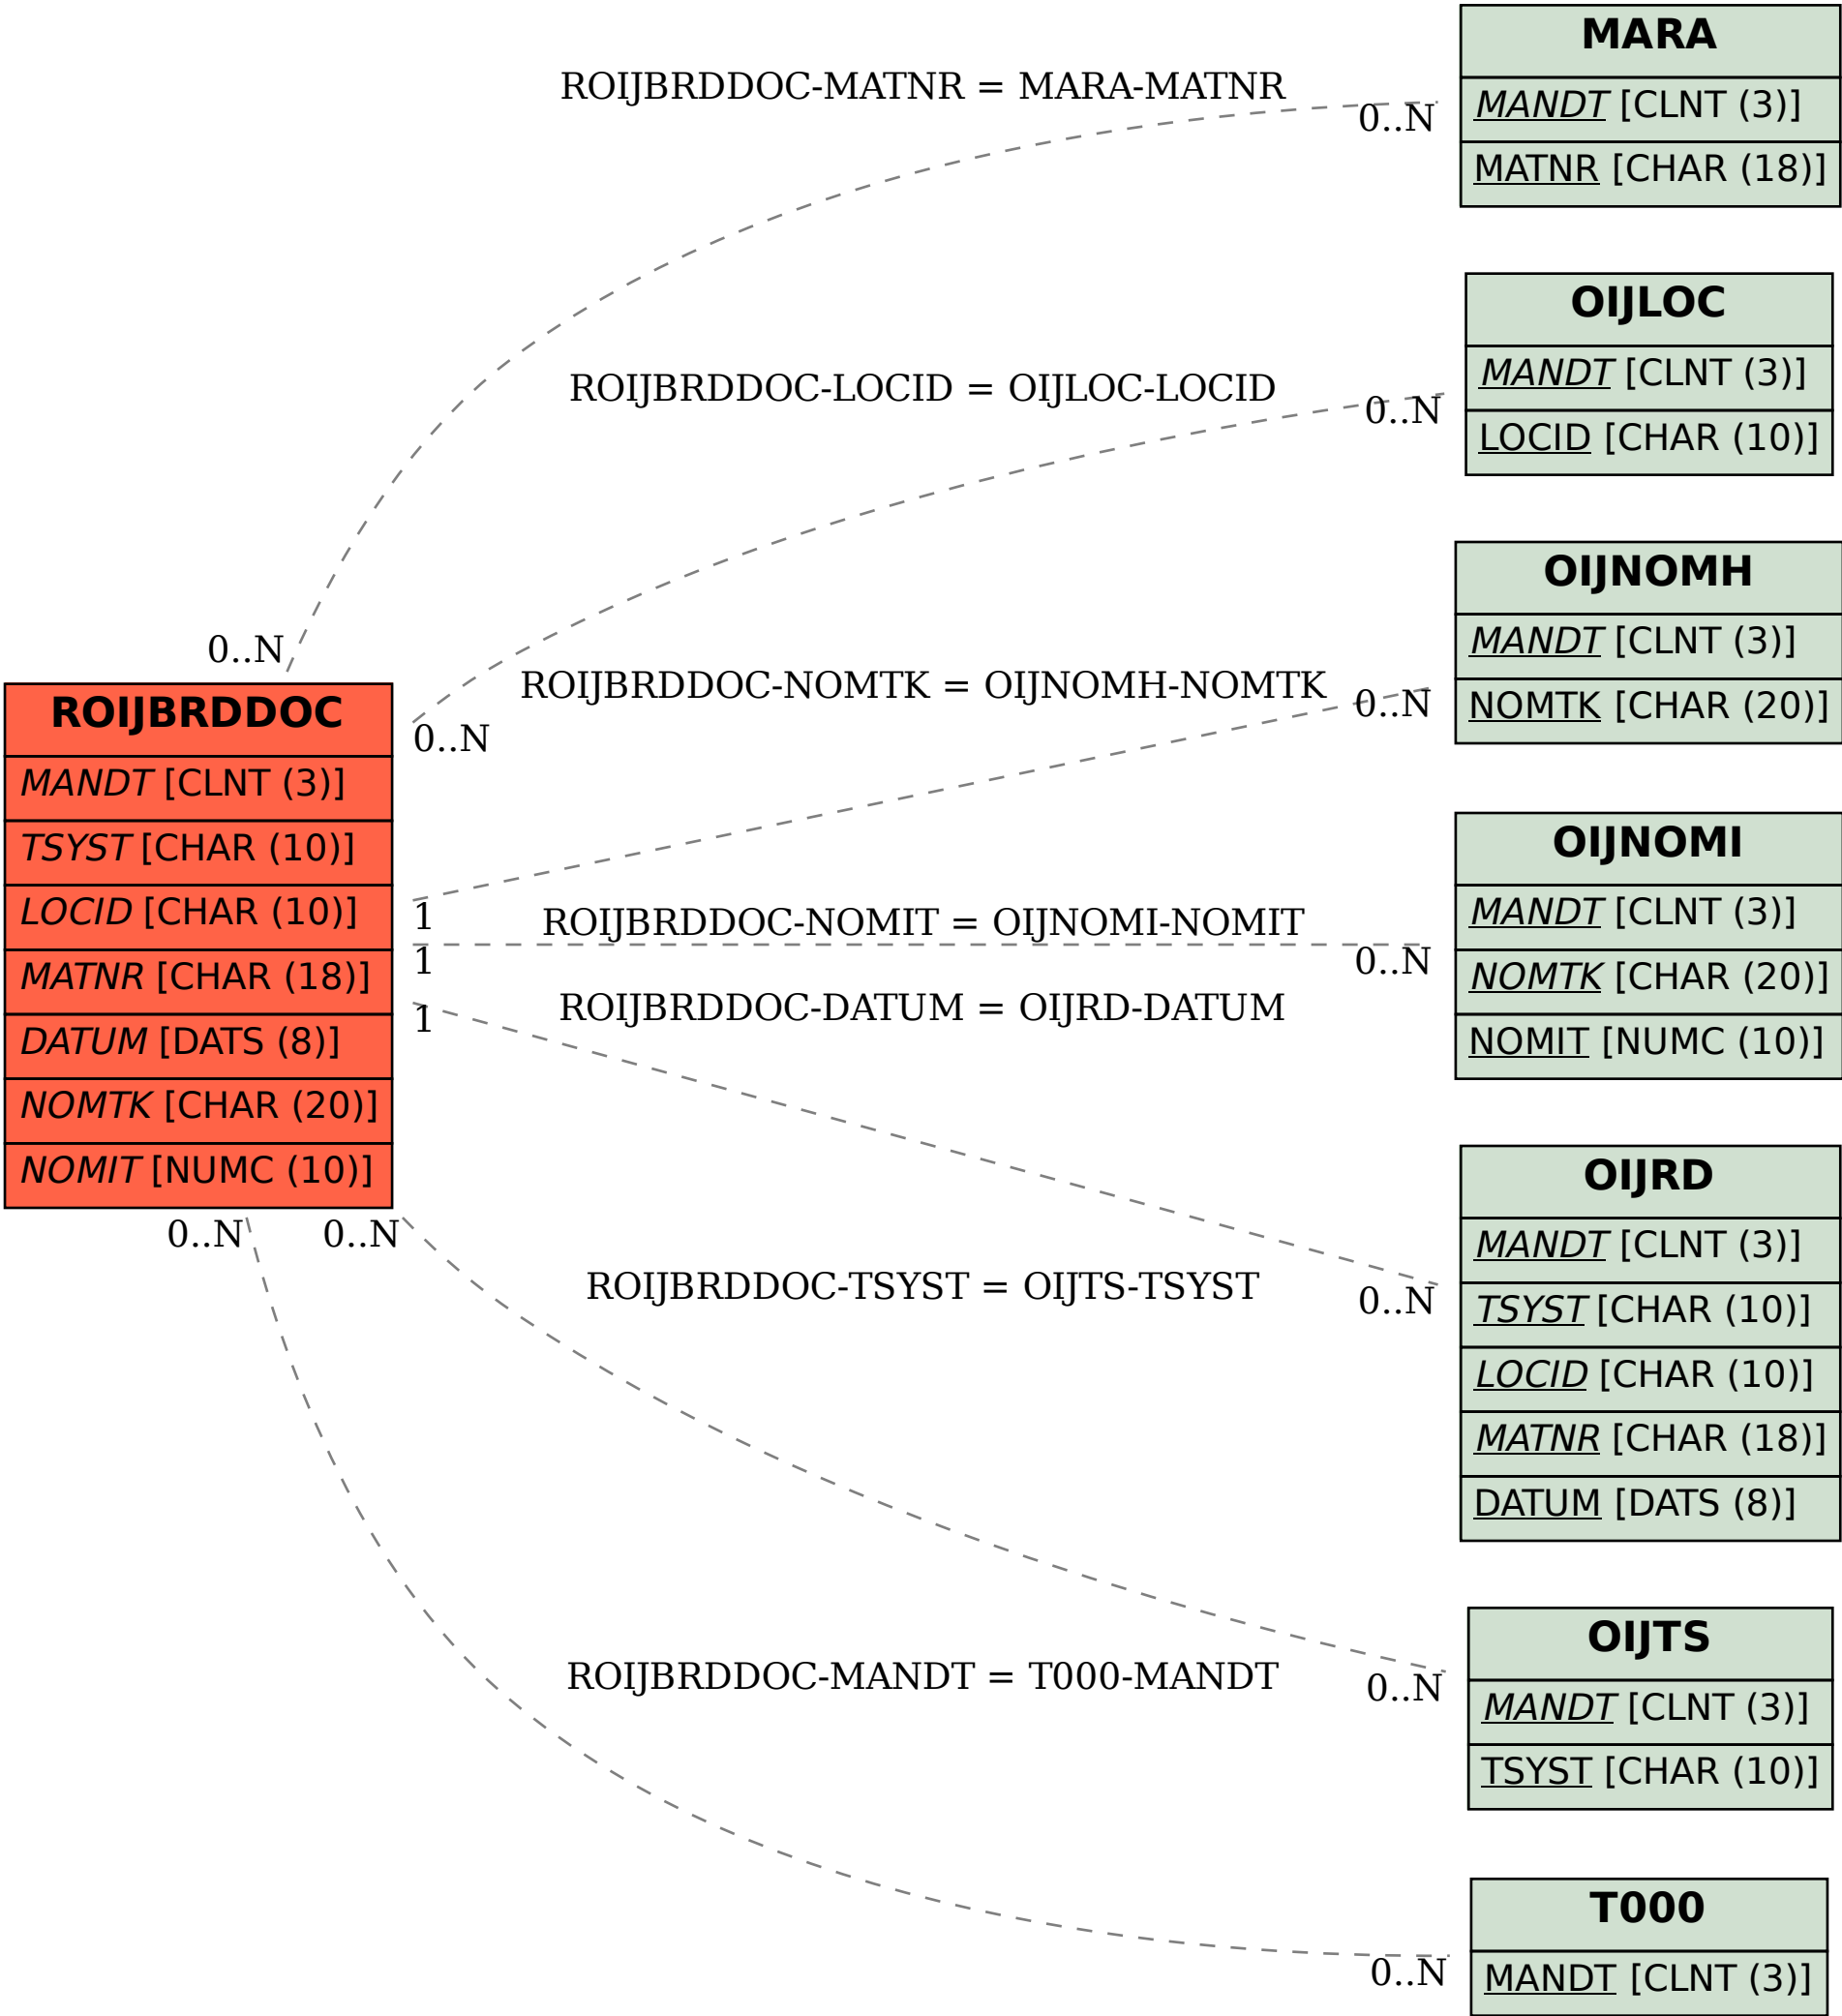 MARA
MANDT [CLNT (3)]
MATNR [CHAR (18)]
ROIJBRDDOC-MATNR = MARA-MATNR
0..N
0..N
OIJLOC
MANDT [CLNT (3)]
LOCID [CHAR (10)]
ROIJBRDDOC-LOCID = OIJLOC-LOCID
0..N
0..N
OIJNOMH
MANDT [CLNT (3)]
NOMTK [CHAR (20)]
ROIJBRDDOC-NOMTK = OIJNOMH-NOMTK
0..N
1
ROIJBRDDOC
MANDT [CLNT (3)]
TSYST [CHAR (10)]
LOCID [CHAR (10)]
MATNR [CHAR (18)]
DATUM [DATS (8)]
NOMTK [CHAR (20)]
NOMIT [NUMC (10)]
OIJNOMI
MANDT [CLNT (3)]
NOMTK [CHAR (20)]
NOMIT [NUMC (10)]
ROIJBRDDOC-NOMIT = OIJNOMI-NOMIT
1
0..N
ROIJBRDDOC-DATUM = OIJRD-DATUM
1
0..N
OIJRD
MANDT [CLNT (3)]
TSYST [CHAR (10)]
LOCID [CHAR (10)]
MATNR [CHAR (18)]
DATUM [DATS (8)]
0..N
0..N
ROIJBRDDOC-TSYST = OIJTS-TSYST
0..N
OIJTS
MANDT [CLNT (3)]
TSYST [CHAR (10)]
ROIJBRDDOC-MANDT = T000-MANDT
0..N
T000
MANDT [CLNT (3)]